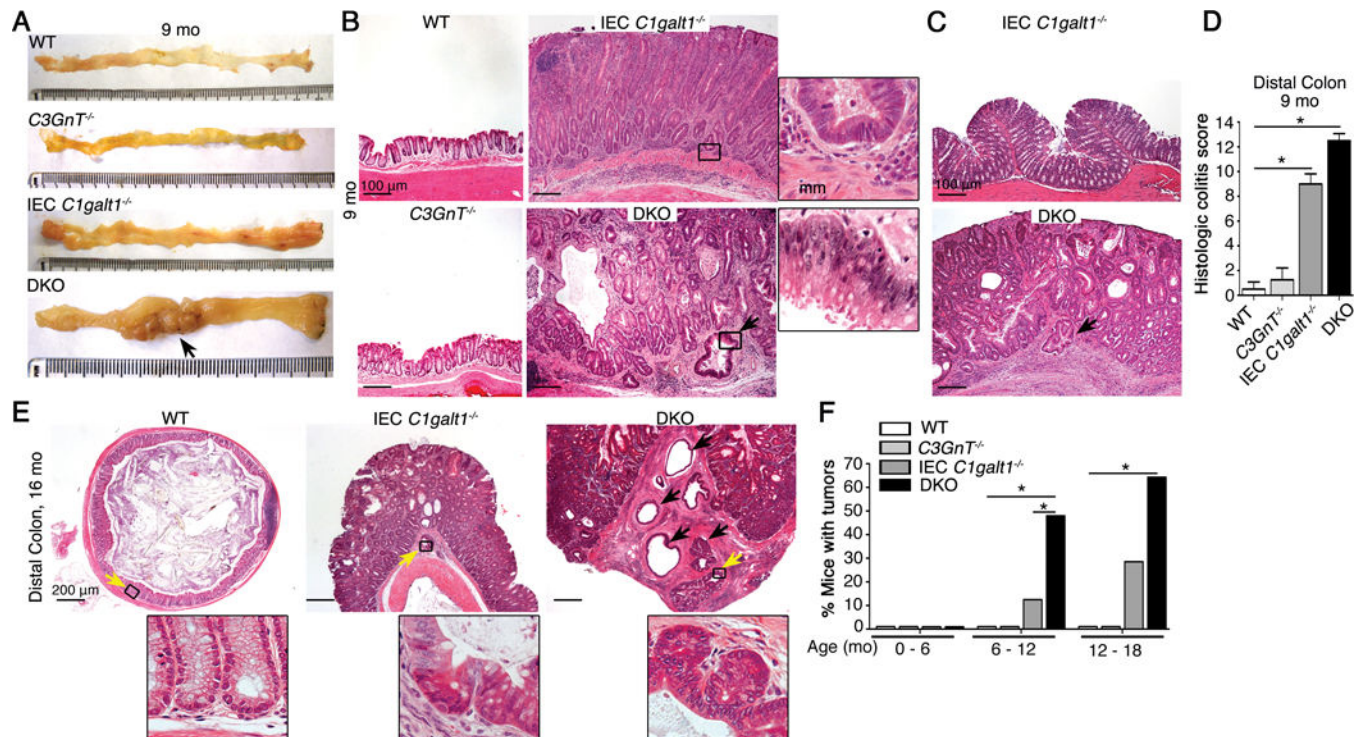 A
9 mo
WT
C3GnT-/-
IEC C1galt1-/-
DKO
B
WT
IEC C1galt1-/-
100 μm
mm
9 mo
C3GnT-/-
DKO
C
IEC C1galt1-/-
100 μm
DKO
D
Distal Colon
9 mo
Histologic colitis score
14
12
10
8
6
4
2
0
WT
C3GnT-/-
IEC C1galt1-/-
DKO
E
WT
IEC C1galt1-/-
DKO
Distal Colon, 16 mo
200 μm
F
WT
C3GnT-/-
IEC C1galt1-/-
DKO
% Mice with tumors
70
60
50
40
30
20
10
0
*
*
*
*
*
Age (mo)
0 - 6
6 - 12
12 - 18